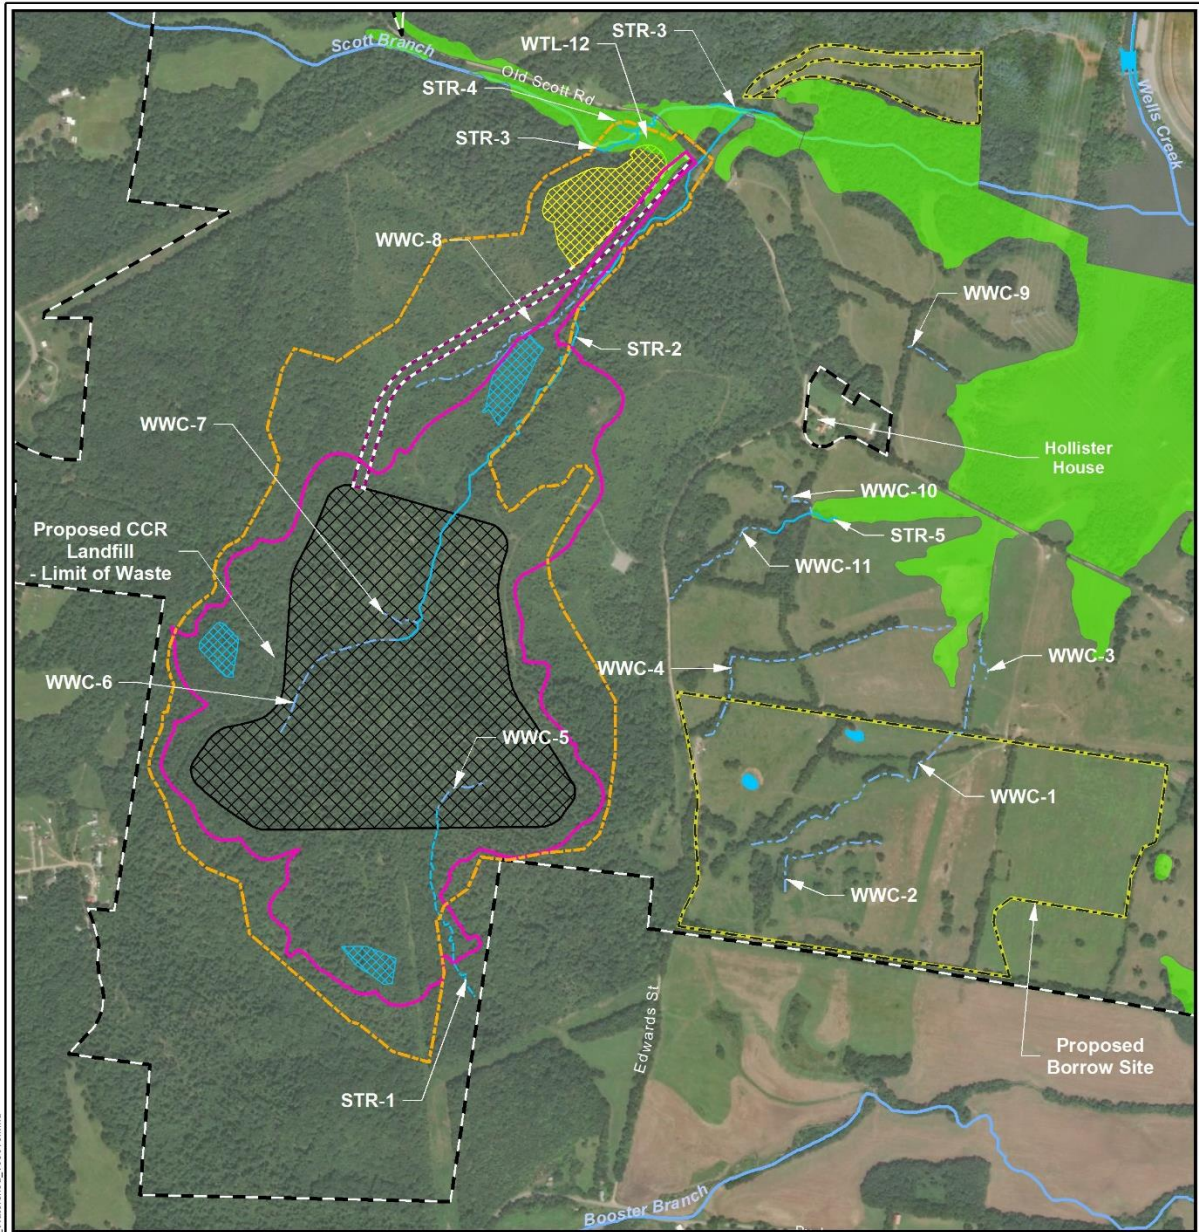 Scott Branch
WTL-12
STR-3
Old Scott Rd
STR-4
STR-3
Wells Creek
WWC-8
WWC-9
STR-2
WWC-7
Hollister
House
WWC-10
Proposed CCR
Landfill
- Limit of Waste
STR-5
WWC-11
WWC-4
WWC-3
WWC-6
WWC-5
WWC-1
WWC-2
Edwards St
Proposed
Borrow Site
STR-1
Booster Branch